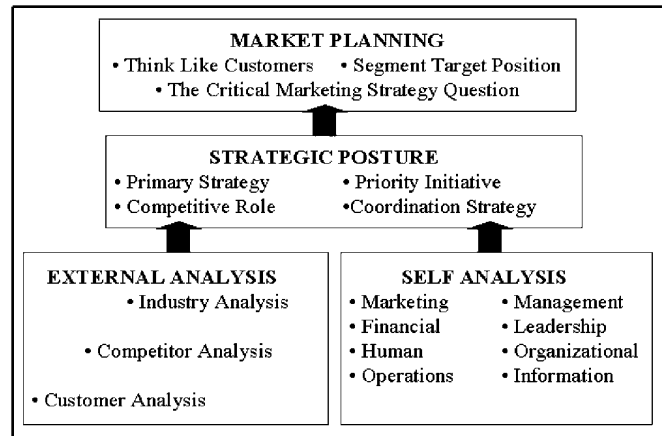 MARKET PLANNING
• Think Like Customers • Segment Target Position
• The Critical Marketing Strategy Question
STRATEGIC POSTURE
• Primary Strategy • Priority Initiative
• Competitive Role •Coordination Strategy
EXTERNAL ANALYSIS
• Industry Analysis
• Competitor Analysis
• Customer Analysis
SELF ANALYSIS
• Marketing • Management
• Financial • Leadership
• Human • Organizational
• Operations • Information